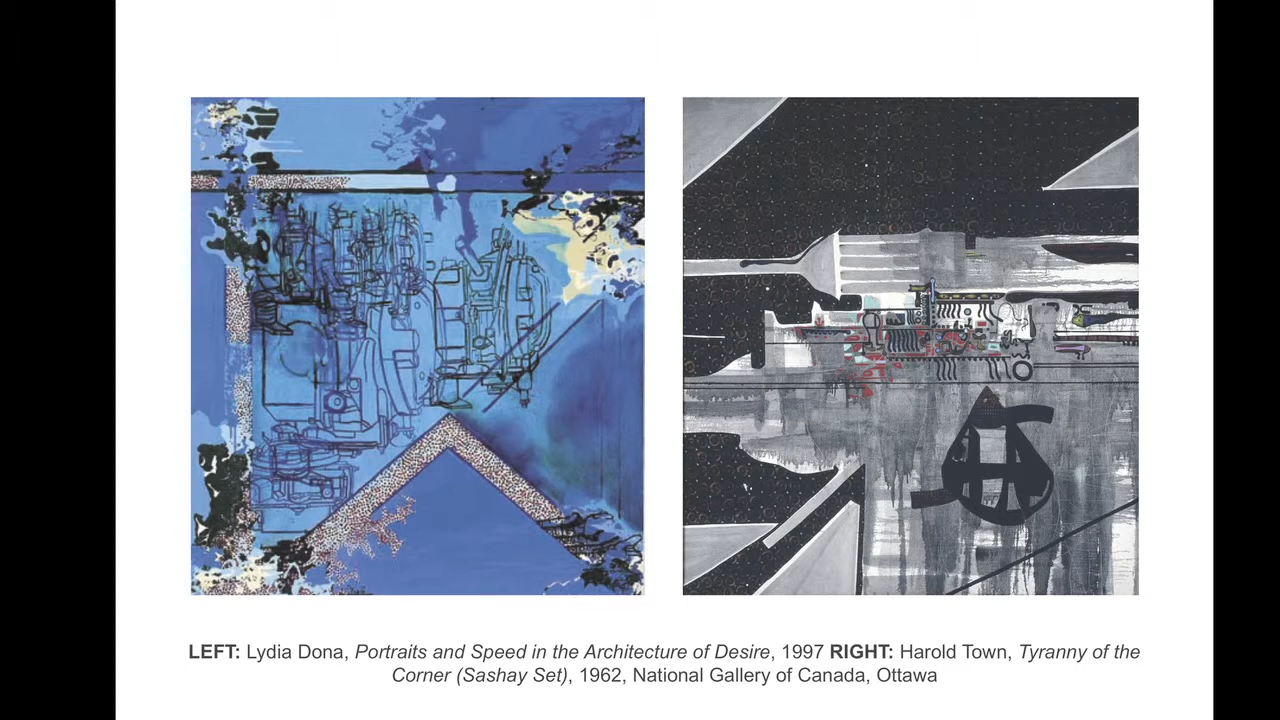 LEFT: Lydia Dona, Portraits and Speed in the Architecture of Desire, 1997 RIGHT: Harold Town, Tyranny of the
Corner (Sashay Set), 1962, National Gallery of Canada, Ottawa